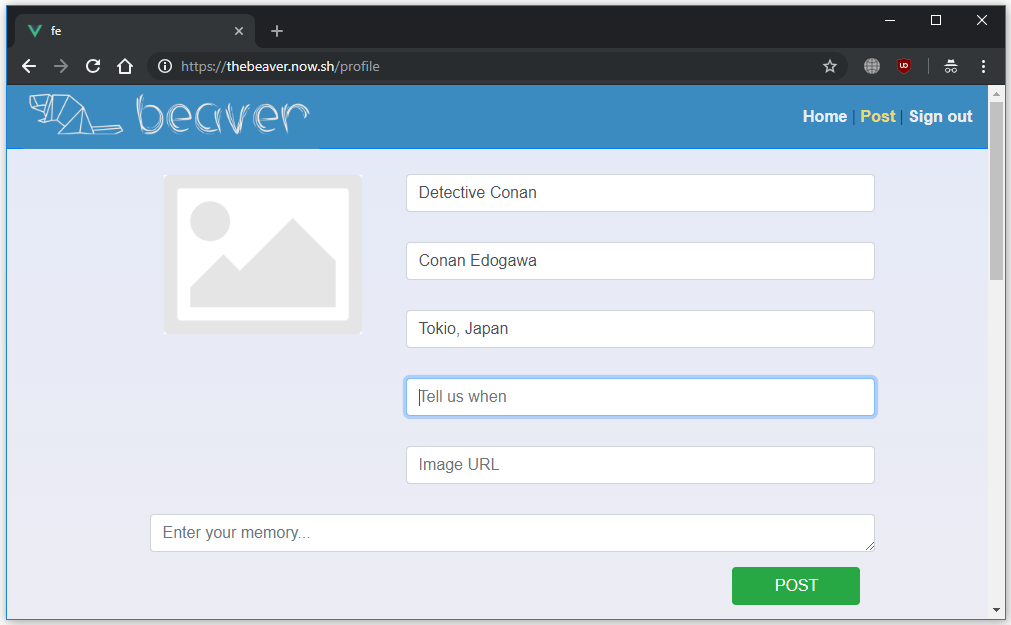 fe
https://thebeaver.now.sh/profile
UD
beaver
Home | Post | Sign out
Detective Conan
Conan Edogawa
Tokio, Japan
Tell us when
Image URL
Enter your memory...
POST